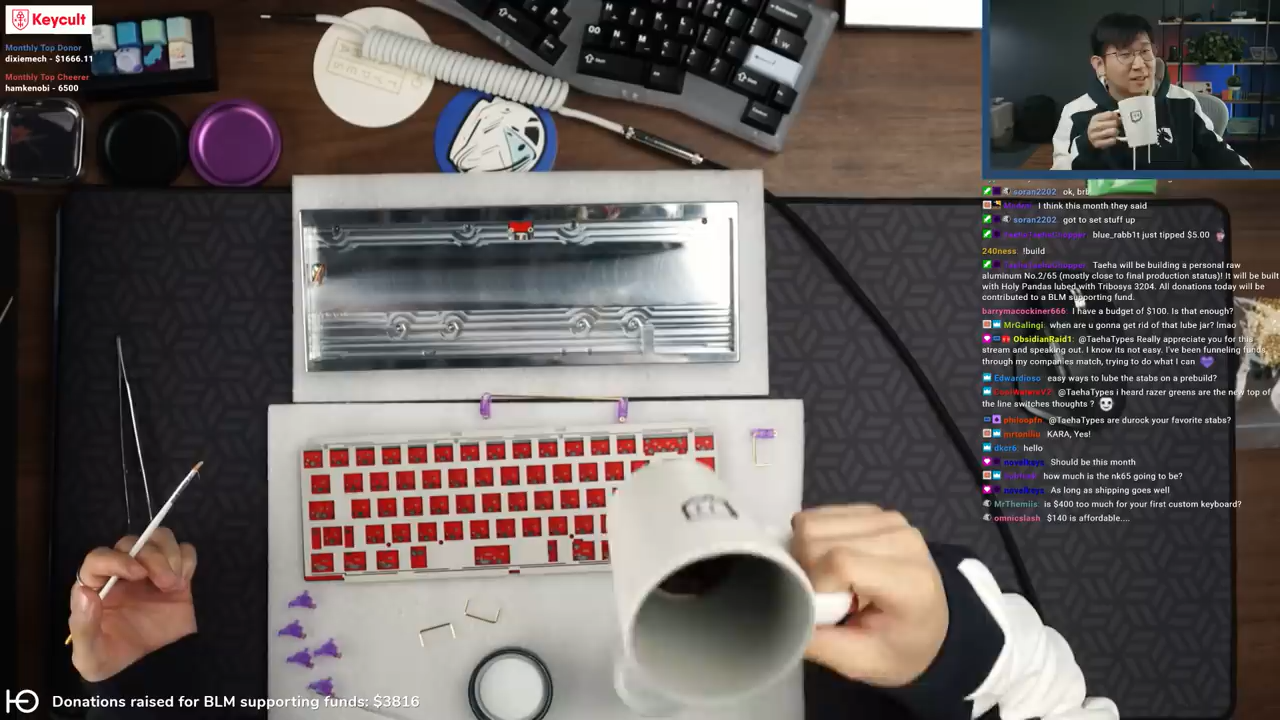 Keycult
Monthly Top Donor
dixiemech - $1666.11
Monthly Top Cheerer
hamkenobi - 6500
soran2202 ok, brb
I think this month they said
soran2202 got to set stuff up
blue_rabb1t just tipped $5.00
240ness !build
Taeha will be building a personal raw
aluminum No.2/65 (mostly close to final production status)! It will be built
with Holy Pandas lubed with Tribosys 3204. All donations today will be
contributed to a BLM supporting fund.
barrymacockiner666: I have a budget of $100. Is that enough?
MrGalingi: when are u gonna get rid of that lube jar? lmao
ObsidianRaid1: @TaehaTypes Really appreciate you for this
stream and speaking out. I know its not easy. I've been funneling funds
through my companies match, trying to do what I can
Edwardioso easy ways to lube the stabs on a prebuild?
@TaehaTypes i heard razer greens are the new top of
the line switches thoughts ?
@TaehaTypes are durock your favorite stabs?
mrtoniku: KARA, Yes!
dkcr6: hello
novelkeys Should be this month
how much is the nk65 going to be?
novelkeys As long as shipping goes well
MrThemiis: is $400 too much for your first custom keyboard?
omnicslash: $140 is affordable....
Donations raised for BLM supporting funds: $3816